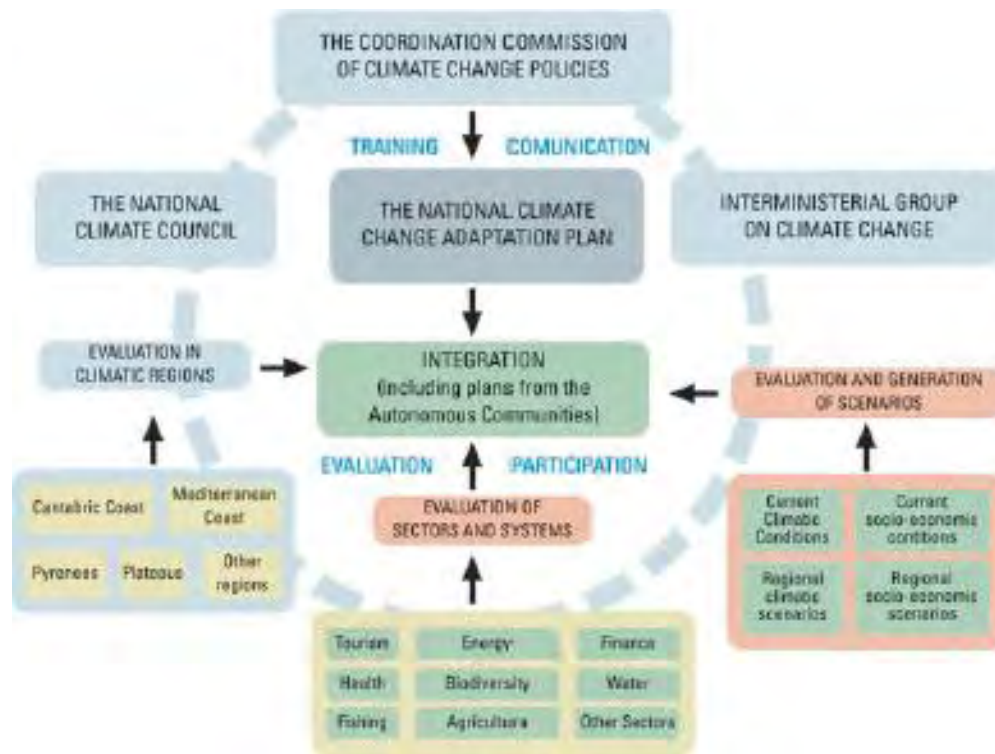 THE COORDINATION COMMISSION
OF CLIMATE CHANGE POLICIES
TRAINING
COMUNICATION
THE NATIONAL
CLIMATE COUNCIL
THE NATIONAL CLIMATE
CHANGE ADAPTATION PLAN
INTERMINISTERIAL GROUP
ON CLIMATE CHANGE
EVALUATION IN
CLIMATIC REGIONS
INTEGRATION
(including plans from the
Autonomous Communities)
EVALUATION AND GENERATION
OF SCENARIOS
EVALUATION
PARTICIPATION
EVALUATION OF
SECTORS AND SYSTEMS
Cantabric Coast
Mediterranean
Coast
Pyrenees
Plateaus
Other
regions
Current
Climatic
Conditions
Current
socio-economic
contitions
Regional
climatic
scenarios
Regional
socio-economic
scenarios
Tourism
Energy
Finance
Health
Biodiversity
Water
Fishing
Agriculture
Other Sectors